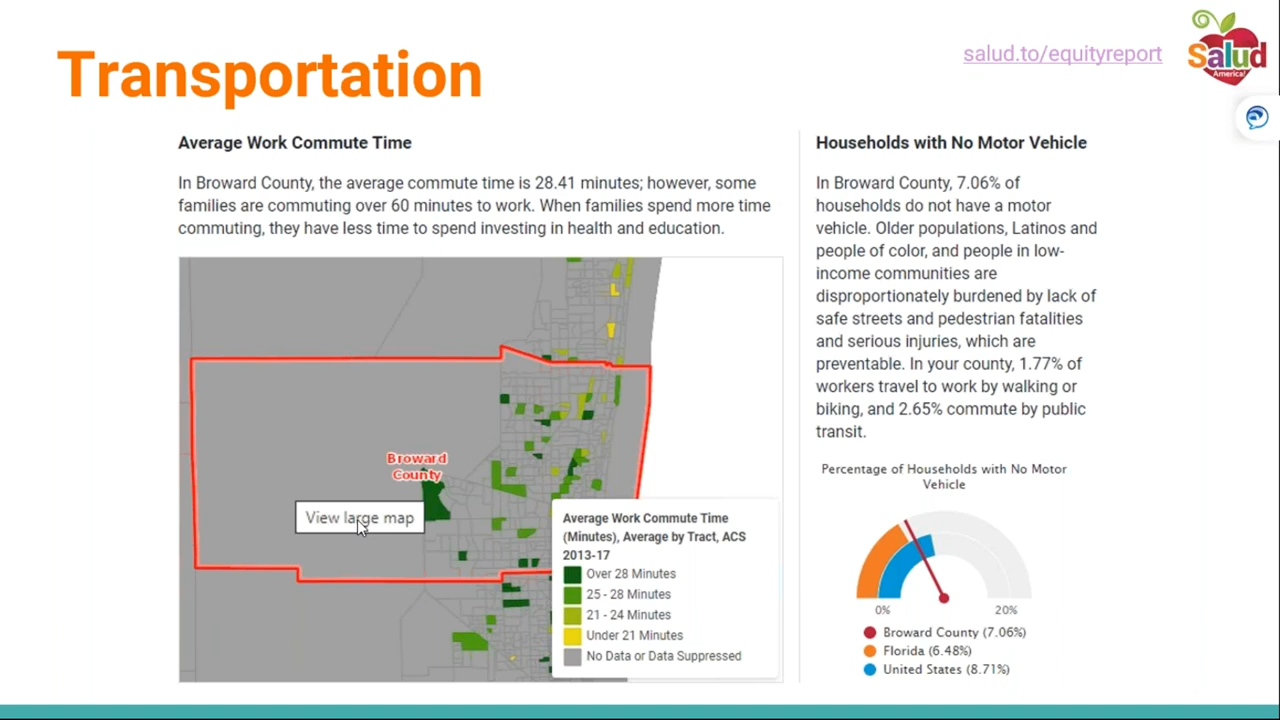 Transportation
salud.to/equityreport
Salud
America!
Average Work Commute Time
In Broward County, the average commute time is 28.41 minutes; however, some
families are commuting over 60 minutes to work. When families spend more time
commuting, they have less time to spend investing in health and education.
Broward
County
View large map
Average Work Commute Time
(Minutes), Average by Tract, ACS
2013-17
Over 28 Minutes
25 - 28 Minutes
21 - 24 Minutes
Under 21 Minutes
No Data or Data Suppressed
Households with No Motor Vehicle
In Broward County, 7.06% of
households do not have a motor
vehicle. Older populations, Latinos and
people of color, and people in low-
income communities are
disproportionately burdened by lack of
safe streets and pedestrian fatalities
and serious injuries, which are
preventable. In your county, 1.77% of
workers travel to work by walking or
biking, and 2.65% commute by public
transit.
Percentage of Households with No Motor
Vehicle
0%
20%
Broward County (7.06%)
Florida (6.48%)
United States (8.71%)